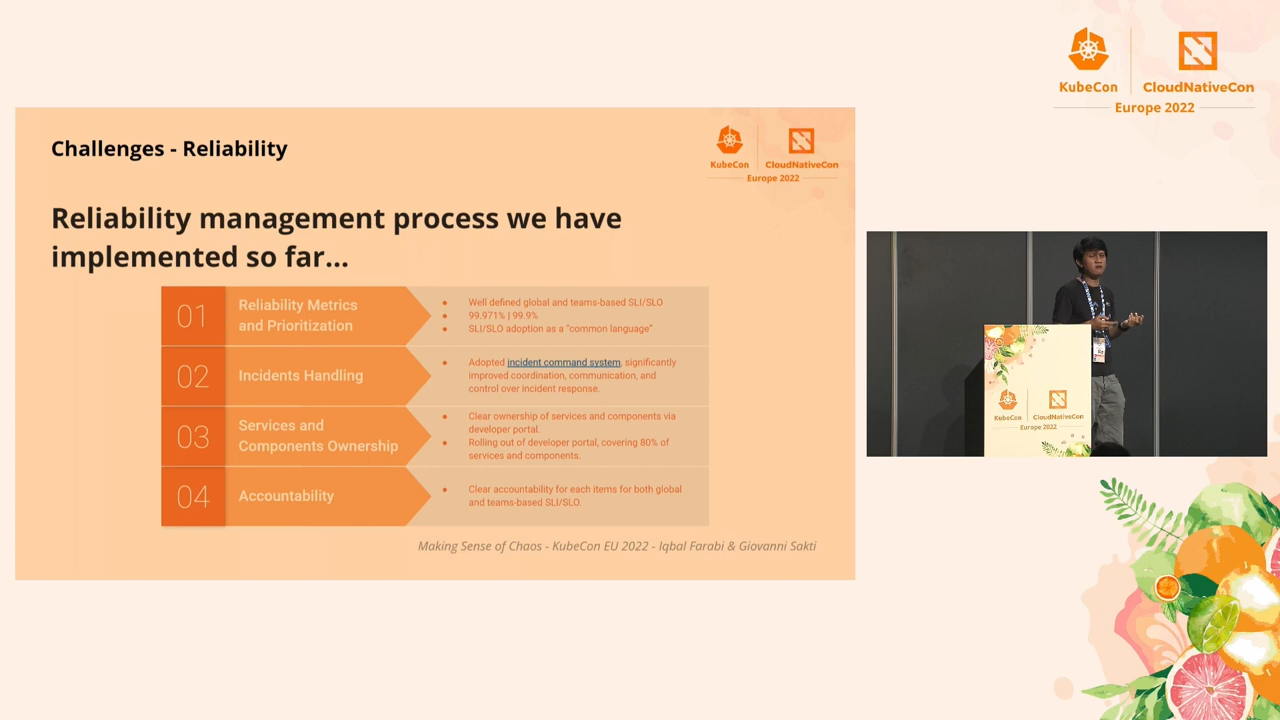 KubeCon
CloudNativeCon
Europe 2022
Challenges - Reliability
KubeCon
CloudNativeCon
Europe 2022
Reliability management process we have
implemented so far...
01
Reliability Metrics
and Prioritization
Well defined global and teams-based SLI/SLO
99.971% | 99.9%
SLI/SLO adoption as a “common language”
02
Incidents Handling
Adopted incident command system, significantly
improved coordination, communication, and
control over incident response.
03
Services and
Components Ownership
Clear ownership of services and components via
developer portal.
Rolling out of developer portal, covering 80% of
services and components.
04
Accountability
Clear accountability for each items for both global
and teams-based SLI/SLO.
Making Sense of Chaos - KubeCon EU 2022 - Iqbal Farabi & Giovanni Sakti
KubeCon
CloudNativeCon
Europe 2022